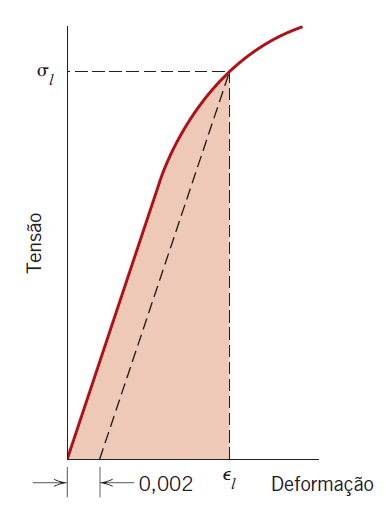 σl
Tensão
0,002
ϵl
Deformação